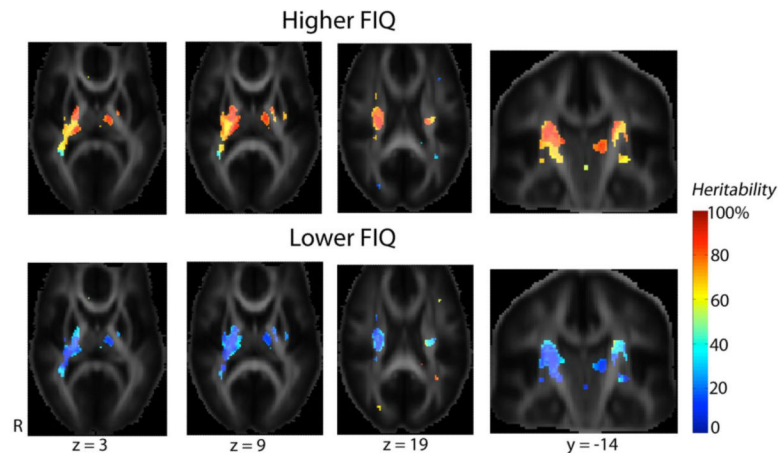 Higher FIQ
Heritability
100%
80
60
40
20
0
Lower FIQ
R
z = 3
z = 9
z = 19
y = -14